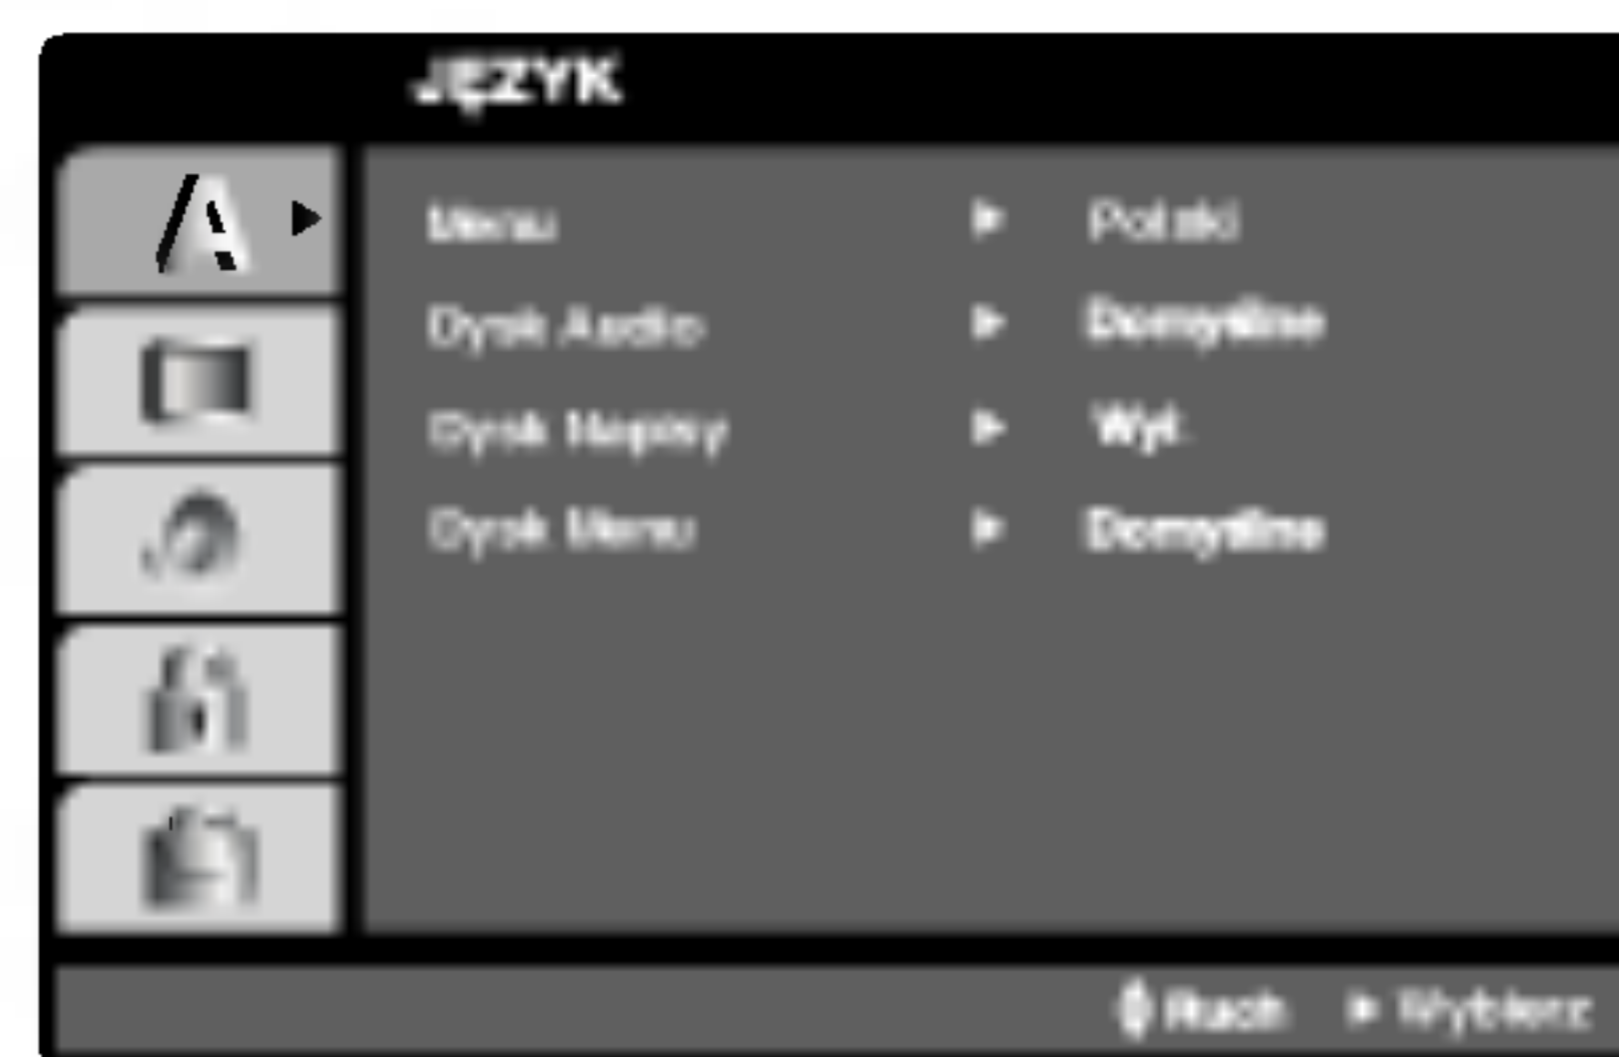 JĘZYK
Menu ▶ Polski
Dysk Audio ▶ Domyślne
Dysk Napisy ▶ Wył.
Dysk Menu ▶ Domyślne
Ruch ▶ Wybierz